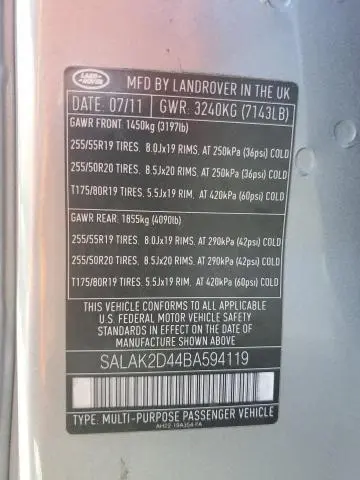 LAND ROVER
MFD BY LANDROVER IN THE UK
DATE: 07/11 GWR: 3240KG (7143LB)
GAWR FRONT: 1450kg (3197lb)
255/55R19 TIRES. 8.0Jx19 RIMS, AT 250kPa (36psi) COLD
255/50R20 TIRES. 8.5Jx20 RIMS, AT 250kPa (36psi) COLD
T175/80R19 TIRES. 5.5Jx19 RIM, AT 420kPa (60psi) COLD
GAWR REAR: 1855kg (4090lb)
255/55R19 TIRES. 8.0Jx19 RIMS AT 290kPa (42psi) COLD
255/50R20 TIRES. 8.5Jx20 RIMS, AT 290kPa (42psi) COLD
T175/80R19 TIRES. 5.5Jx19 RIM, AT 420kPa (60psi) COLD
THIS VEHICLE CONFORMS TO ALL APPLICABLE
U.S. FEDERAL MOTOR VEHICLE SAFETY
STANDARDS IN EFFECT ON THE DATE
OF MANUFACTURE SHOWN ABOVE.
SALAK2D44BA594119
TYPE: MULTI-PURPOSE PASSENGER VEHICLE
AH22-19A354-FA